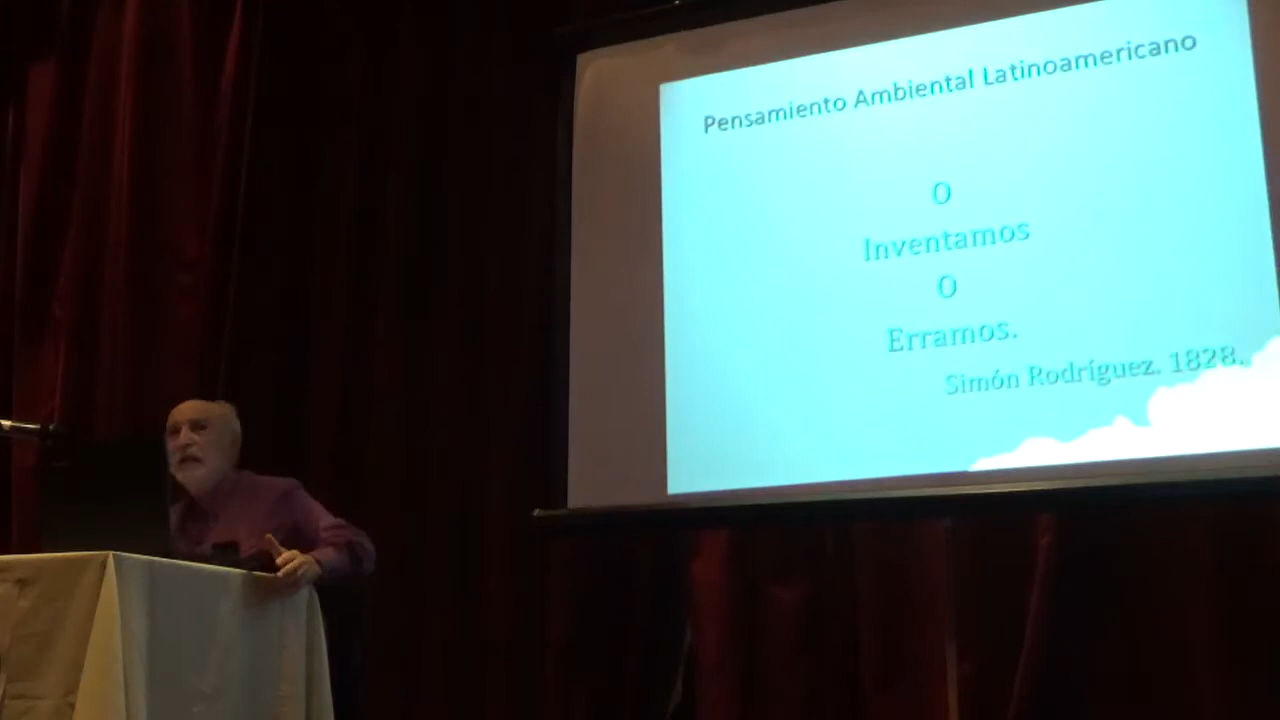 Pensamiento Ambiental Latinoamericano
O
Inventamos
O
Erramos.
Simón Rodríguez. 1828.